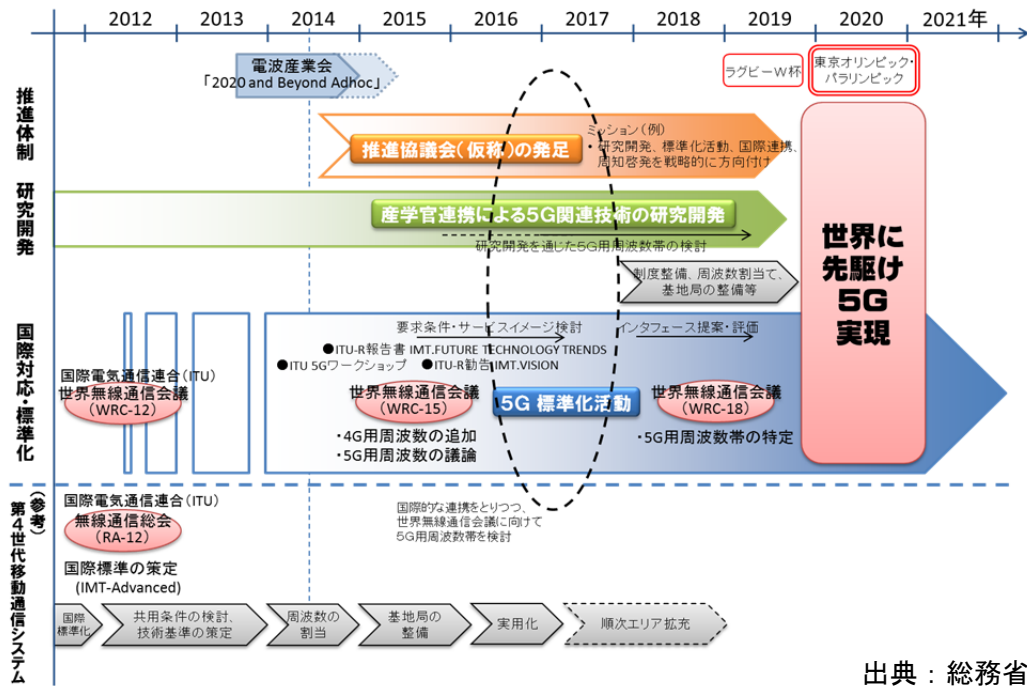 2012 2013 2014 2015 2016 2017 2018 2019 2020 2021年
電波産業会
「2020 and Beyond Adhoc」
ラグビーW杯
東京オリンピック・
パラリンピック
推進体制
推進協議会(仮称)の発足
ミッション(例)
・研究開発、標準化活動、国際連携、
周知啓発を戦略的に方向付け
研究開発
産学官連携による5G関連技術の研究開発
研究開発を通じた5G用周波数帯の検討
制度整備、周波数割当て、
基地局の整備等
世界に
先駆け
5G
実現
国際対応・標準化
要求条件・サービスイメージ検討
インタフェース提案・評価
●ITU-R報告書 IMT.FUTURE TECHNOLOGY TRENDS
●ITU 5Gワークショップ
●ITU-R勧告 IMT.VISION
国際電気通信連合(ITU)
世界無線通信会議
(WRC-12)
世界無線通信会議
(WRC-15)
・4G用周波数の追加
・5G用周波数の議論
5G 標準化活動
世界無線通信会議
(WRC-18)
・5G用周波数帯の特定
(参考)
第4世代移動通信システム
国際電気通信連合(ITU)
無線通信総会
(RA-12)
国際標準の策定
(IMT-Advanced)
国際的な連携をとりつつ、
世界無線通信会議に向けて
5G用周波数帯を検討
国際
標準化
共用条件の検討、
技術基準の策定
周波数の
割当
基地局の
整備
実用化
順次エリア拡充
出典：総務省